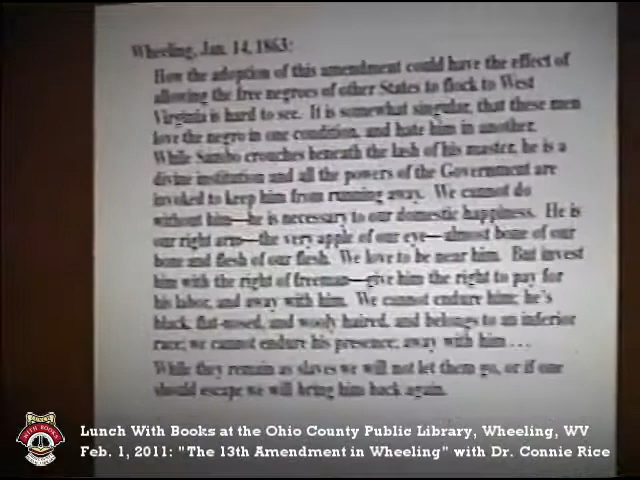 Wheeling, Jan. 14, 1863:
How the adoption of this amendment could have the effect of
allowing the free negroes of other States to flock to West
Virginia is hard to see. It is somewhat singular, that these men
love the negro in one condition, and hate him in another.
While Sambo crouches beneath the lash of his master, he is a
divine institution and all the powers of the Government are
invoked to keep him from running away. We cannot do
without him—he is necessary to our domestic happiness. He is
our right arm—the very apple of our eye—almost bone of our
bone and flesh of our flesh. We love to be near him. But invest
him with the right of freeman—give him the right to pay for
his labor, and away with him. We cannot endure him; he's
black, flat-nosed, and wooly haired, and belongs to an inferior
race; we cannot endure his presence; away with him . . .
While they remain as slaves we will not let them go, or if one
should escape we will bring him back again.
LUNCH
WITH BOOKS
Lunch With Books at the Ohio County Public Library, Wheeling, WV
Feb. 1, 2011: "The 13th Amendment in Wheeling" with Dr. Connie Rice